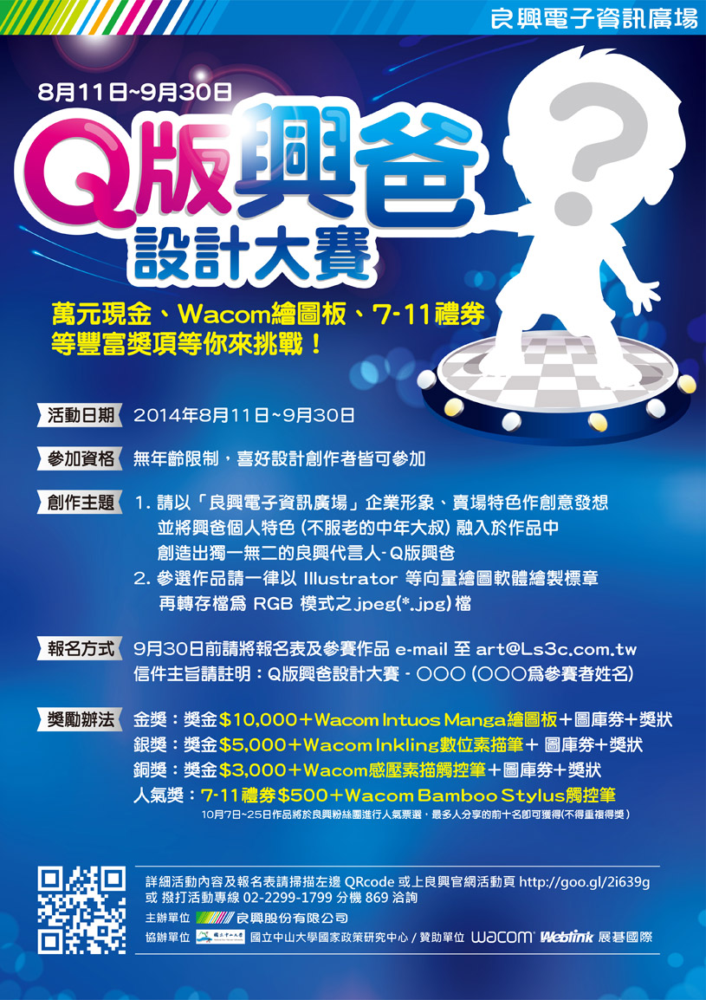 良興電子資訊廣場
8月11日~9月30日
Q版興爸
設計大賽
?
萬元現金、Wacom繪圖板、7-11禮券
等豐富獎項等你來挑戰！
活動日期 2014年8月11日~9月30日
參加資格 無年齡限制，喜好設計創作者皆可參加
創作主題 1. 請以「良興電子資訊廣場」企業形象、賣場特色作創意發想
並將興爸個人特色 (不服老的中年大叔) 融入於作品中
創造出獨一無二的良興代言人-Q版興爸
2. 參選作品請一律以 Illustrator 等向量繪圖軟體繪製標章
再轉存檔為 RGB 模式之jpeg(*.jpg)檔
報名方式 9月30日前請將報名表及參賽作品 e-mail 至 art@Ls3c.com.tw
信件主旨請註明：Q版興爸設計大賽 - 〇〇〇 (〇〇〇為參賽者姓名)
獎勵辦法 金獎：獎金$10,000+Wacom Intuos Manga繪圖板+圖庫券+獎狀
銀獎：獎金$5,000+Wacom Inkling數位素描筆+ 圖庫券+獎狀
銅獎：獎金$3,000+Wacom感壓素描觸控筆+圖庫券+獎狀
人氣獎：7-11禮券$500+Wacom Bamboo Stylus觸控筆
10月7日~25日作品將於良興粉絲團進行人氣票選，最多人分享的前十名即可獲得(不得重複得獎)
詳細活動內容及報名表請掃描左邊 QRcode 或上良興官網活動頁 http://goo.gl/2i639g
或 撥打活動專線 02-2299-1799 分機 869 洽詢
主辦單位 良興股份有限公司
協辦單位 國立中山大學 國立中山大學國家政策研究中心 / 贊助單位 wacom Weblink 展碁國際